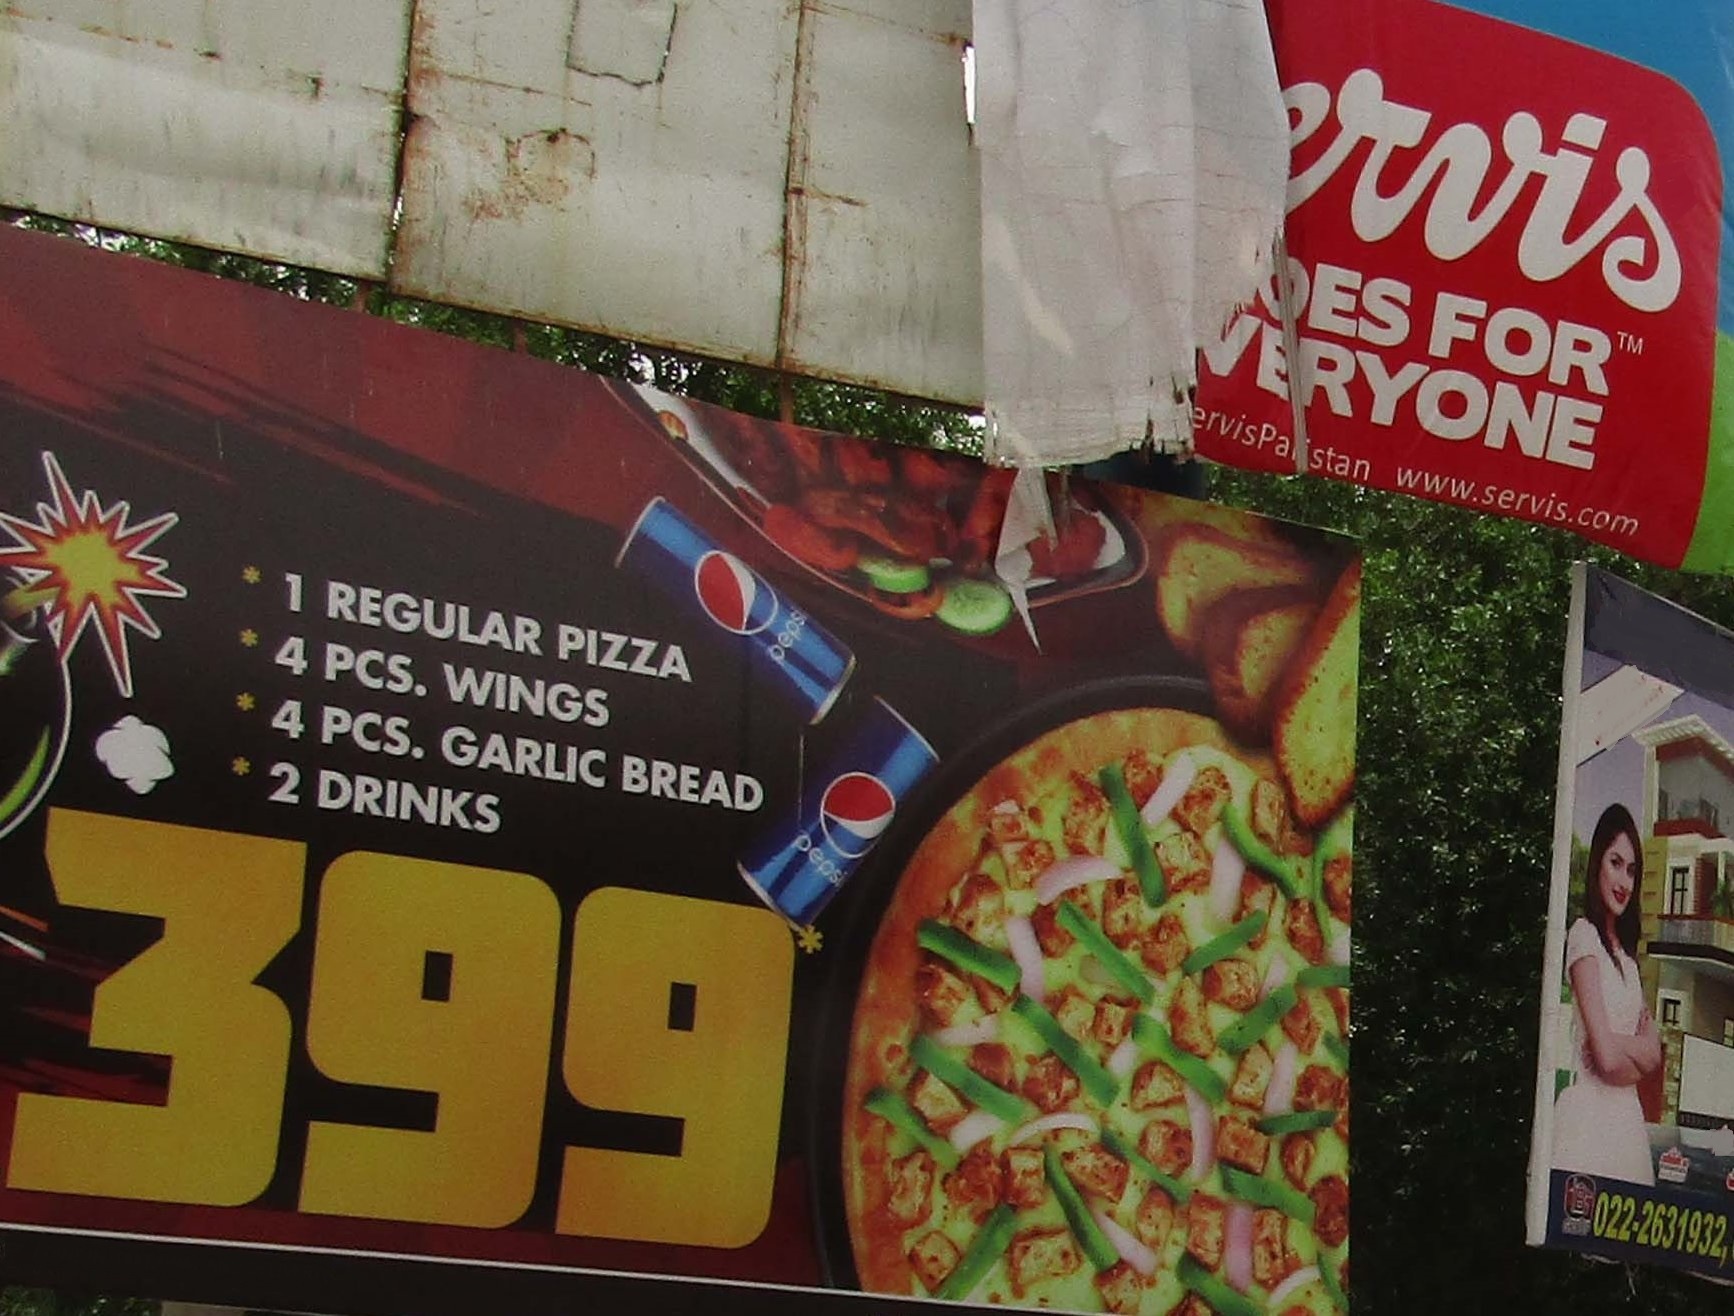 ervis
OES FOR™
VERYONE
ervisPakistan www.servis.com
* 1 REGULAR PIZZA
* 4 PCS. WINGS
* 4 PCS. GARLIC BREAD
* 2 DRINKS
399*
pepsi
pepsi
022-2631932,